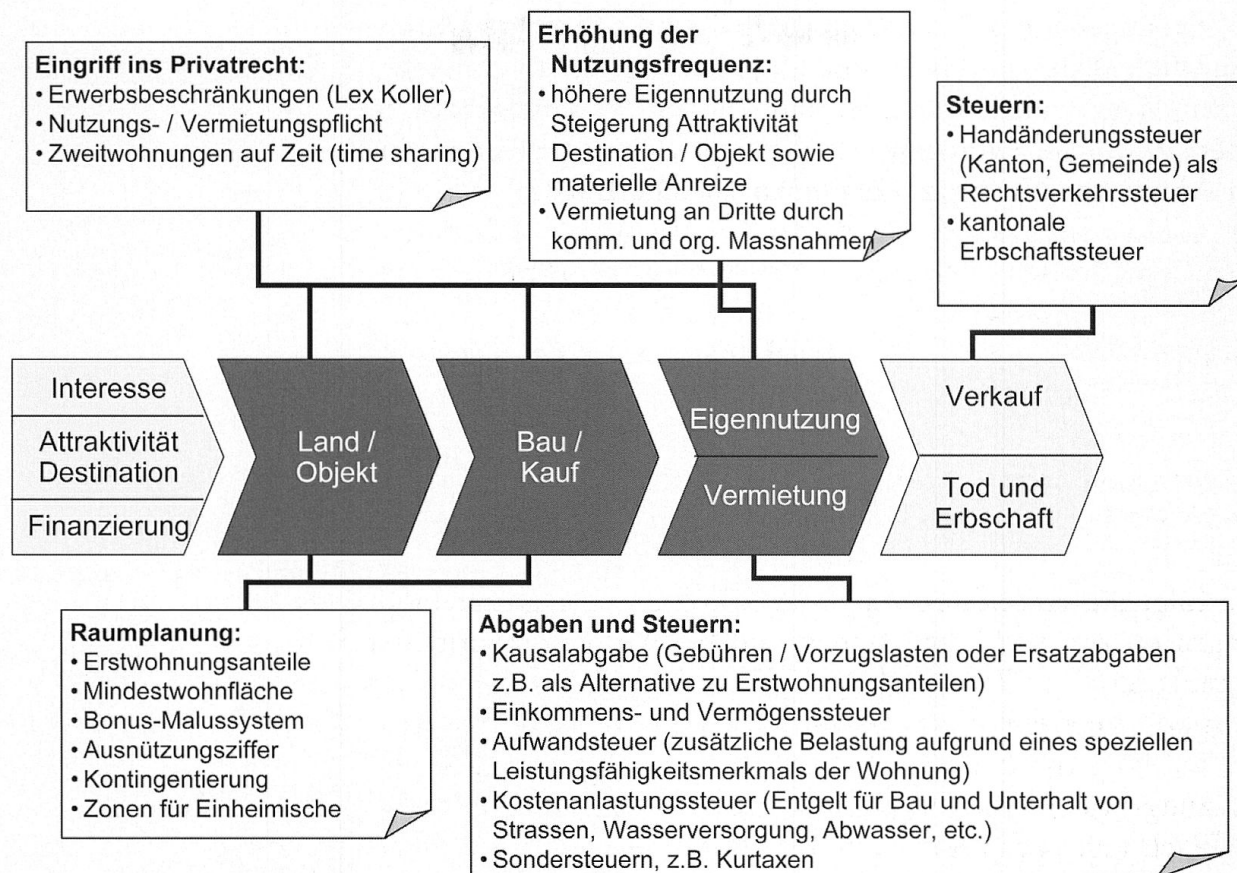 Eingriff ins Privatrecht:
• Erwerbsbeschränkungen (Lex Koller)
• Nutzungs- / Vermietungspflicht
• Zweitwohnungen auf Zeit (time sharing)
Erhöhung der
Nutzungsfrequenz:
• höhere Eigennutzung durch
Steigerung Attraktivität
Destination / Objekt sowie
materielle Anreize
• Vermietung an Dritte durch
komm. und org. Massnahmen
Steuern:
• Handänderungssteuer
(Kanton, Gemeinde) als
Rechtsverkehrssteuer
• kantonale
Erbschaftssteuer
Interesse
Attraktivität
Destination
Finanzierung
Land /
Objekt
Bau /
Kauf
Eigennutzung
Vermietung
Verkauf
Tod und
Erbschaft
Raumplanung:
• Erstwohnungsanteile
• Mindestwohnfläche
• Bonus-Malussystem
• Ausnützungsziffer
• Kontingentierung
• Zonen für Einheimische
Abgaben und Steuern:
• Kausalabgabe (Gebühren / Vorzugslasten oder Ersatzabgaben
z.B. als Alternative zu Erstwohnungsanteilen)
• Einkommens- und Vermögenssteuer
• Aufwandsteuer (zusätzliche Belastung aufgrund eines speziellen
Leistungsfähigkeitsmerkmals der Wohnung)
• Kostenanlastungssteuer (Entgelt für Bau und Unterhalt von
Strassen, Wasserversorgung, Abwasser, etc.)
• Sondersteuern, z.B. Kurtaxen